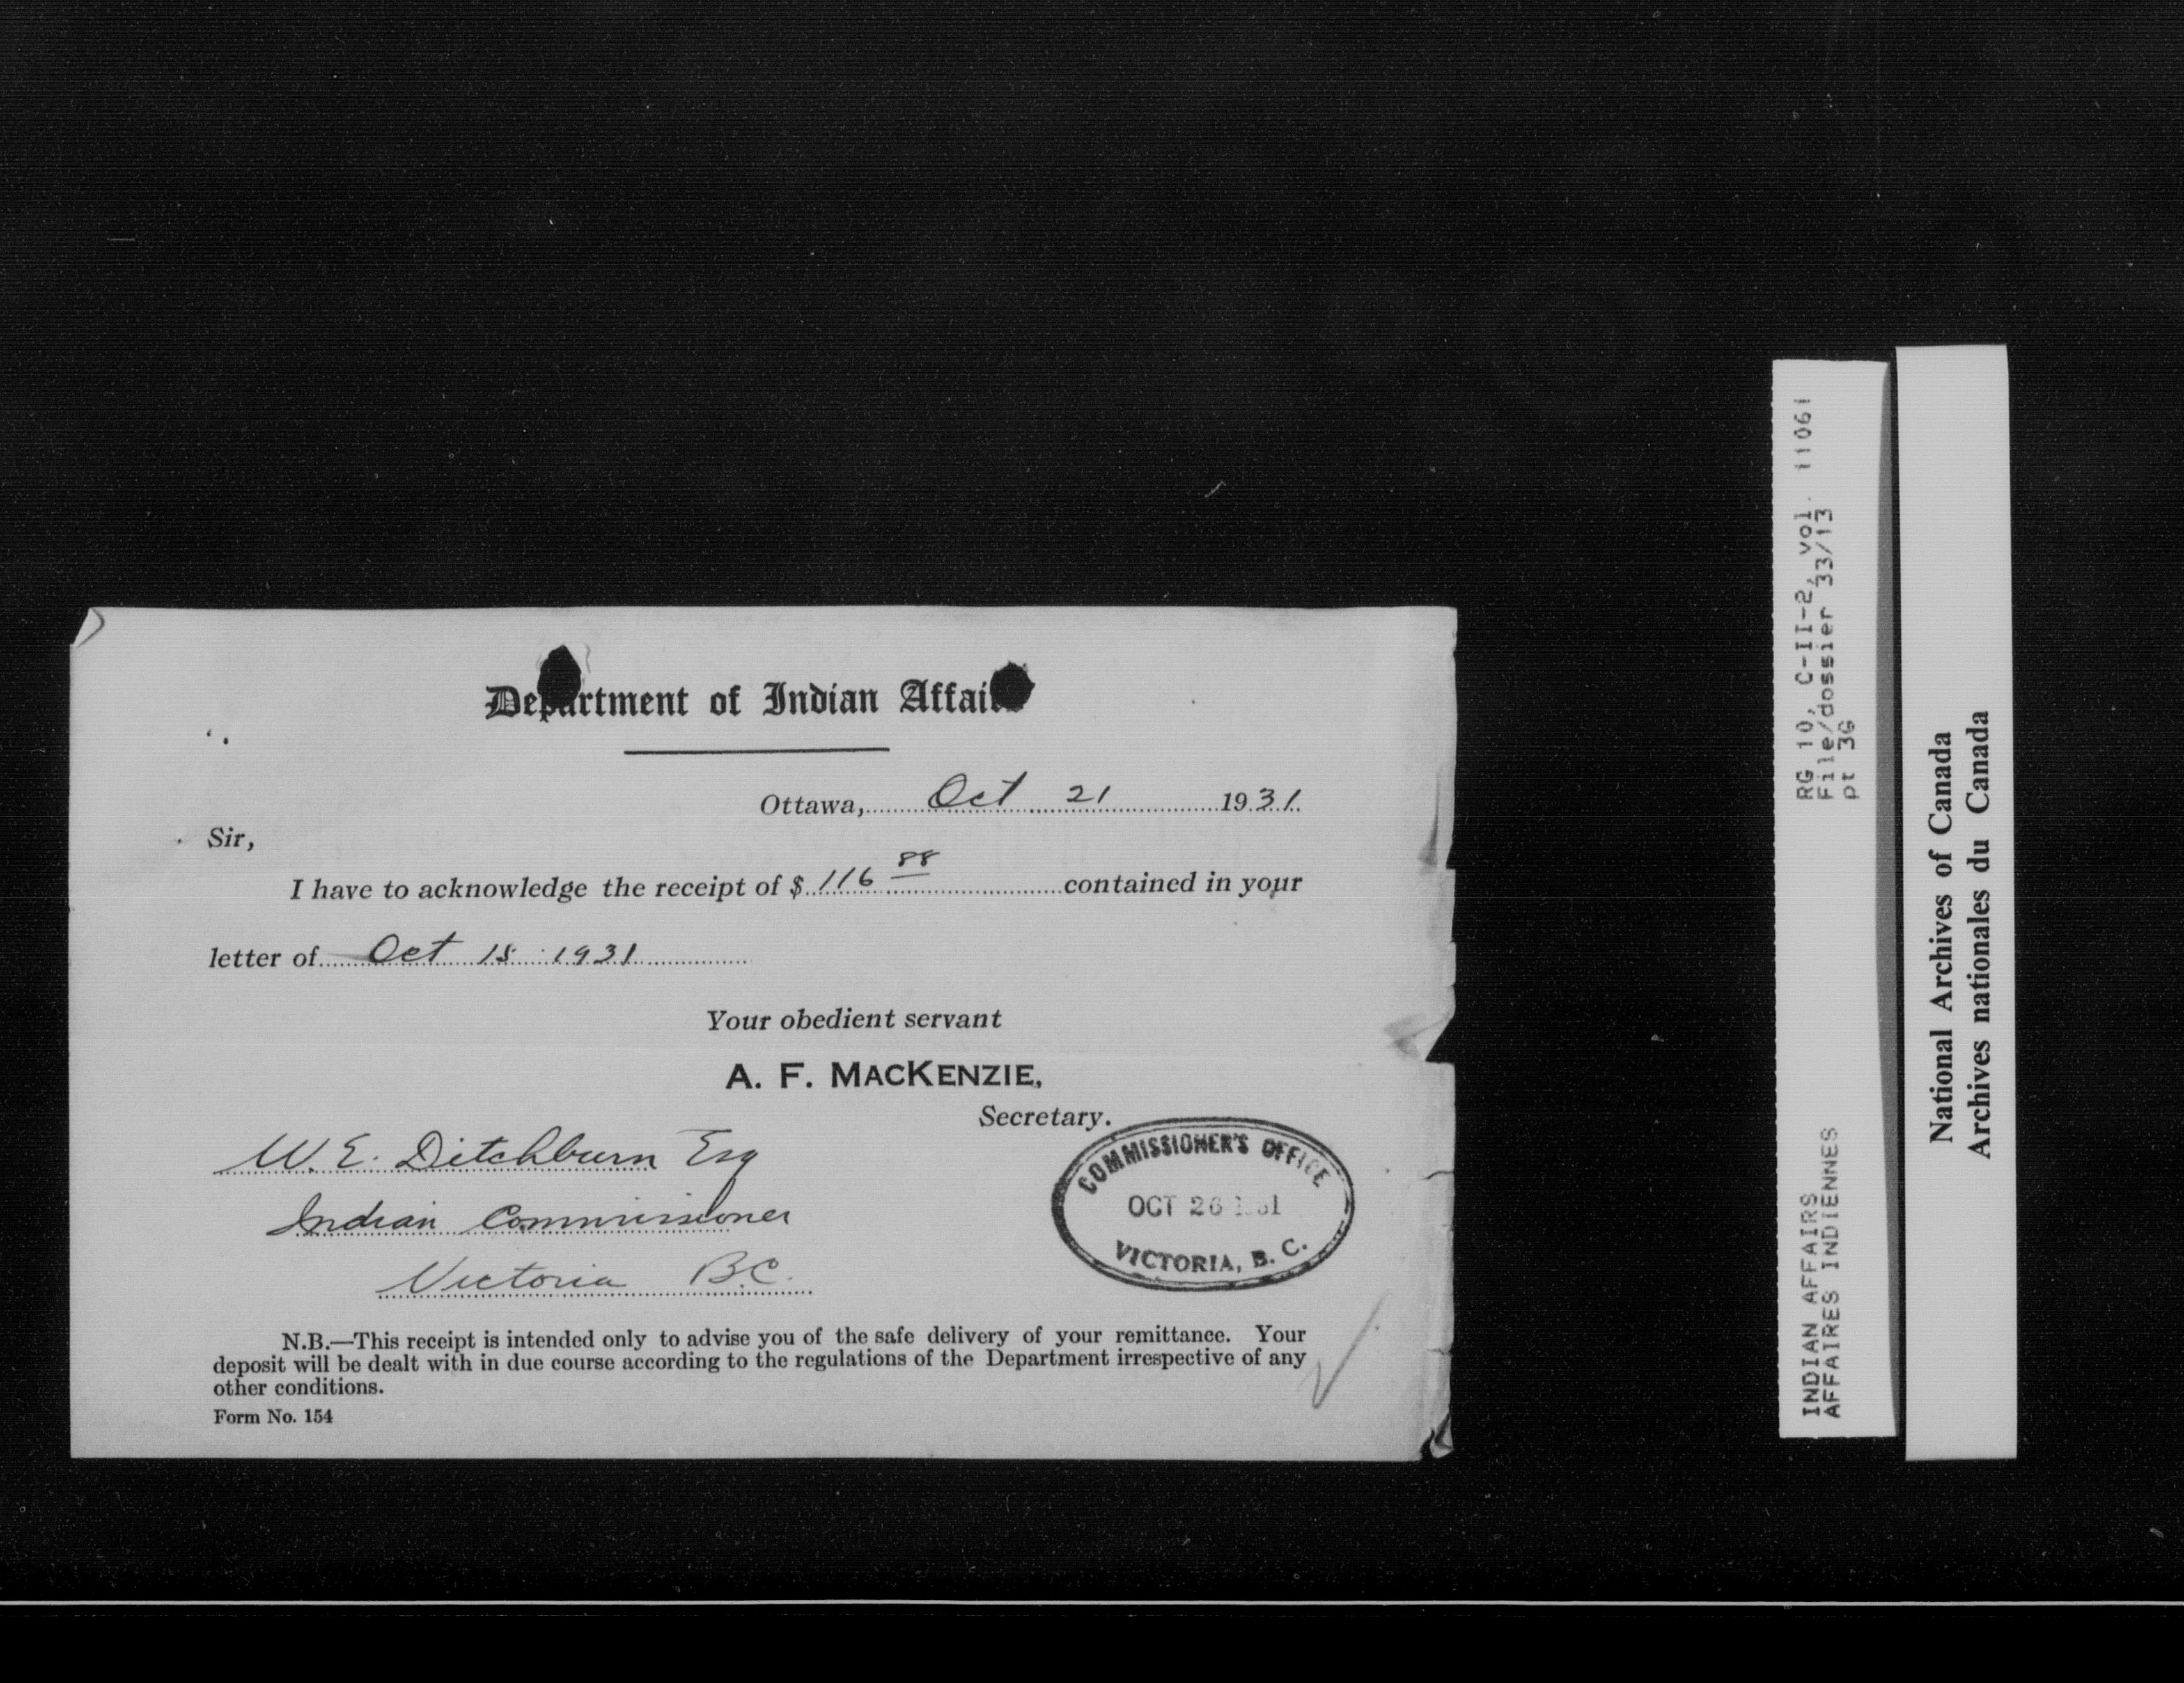 Department of Indian Affairs
Ottawa, Oct 21 1931
Sir,
I have to acknowledge the receipt of $ 116 88 contained in your
letter of Oct 15 1931
Your obedient servant
A. F. MACKENZIE,
Secretary.
W. E. Ditchburn Esq
Indian Commissioner
Victoria B.C.
COMMISSIONER'S OFFICE
OCT 26 1931
VICTORIA, B. C.
N.B.—This receipt is intended only to advise you of the safe delivery of your remittance. Your
deposit will be dealt with in due course according to the regulations of the Department irrespective of any
other conditions.
Form No. 154
RG 10, C-II-2, vol. 11061
File/dossier 33/13
pt 3G
INDIAN AFFAIRS
AFFAIRES INDIENNES
National Archives of Canada
Archives nationales du Canada